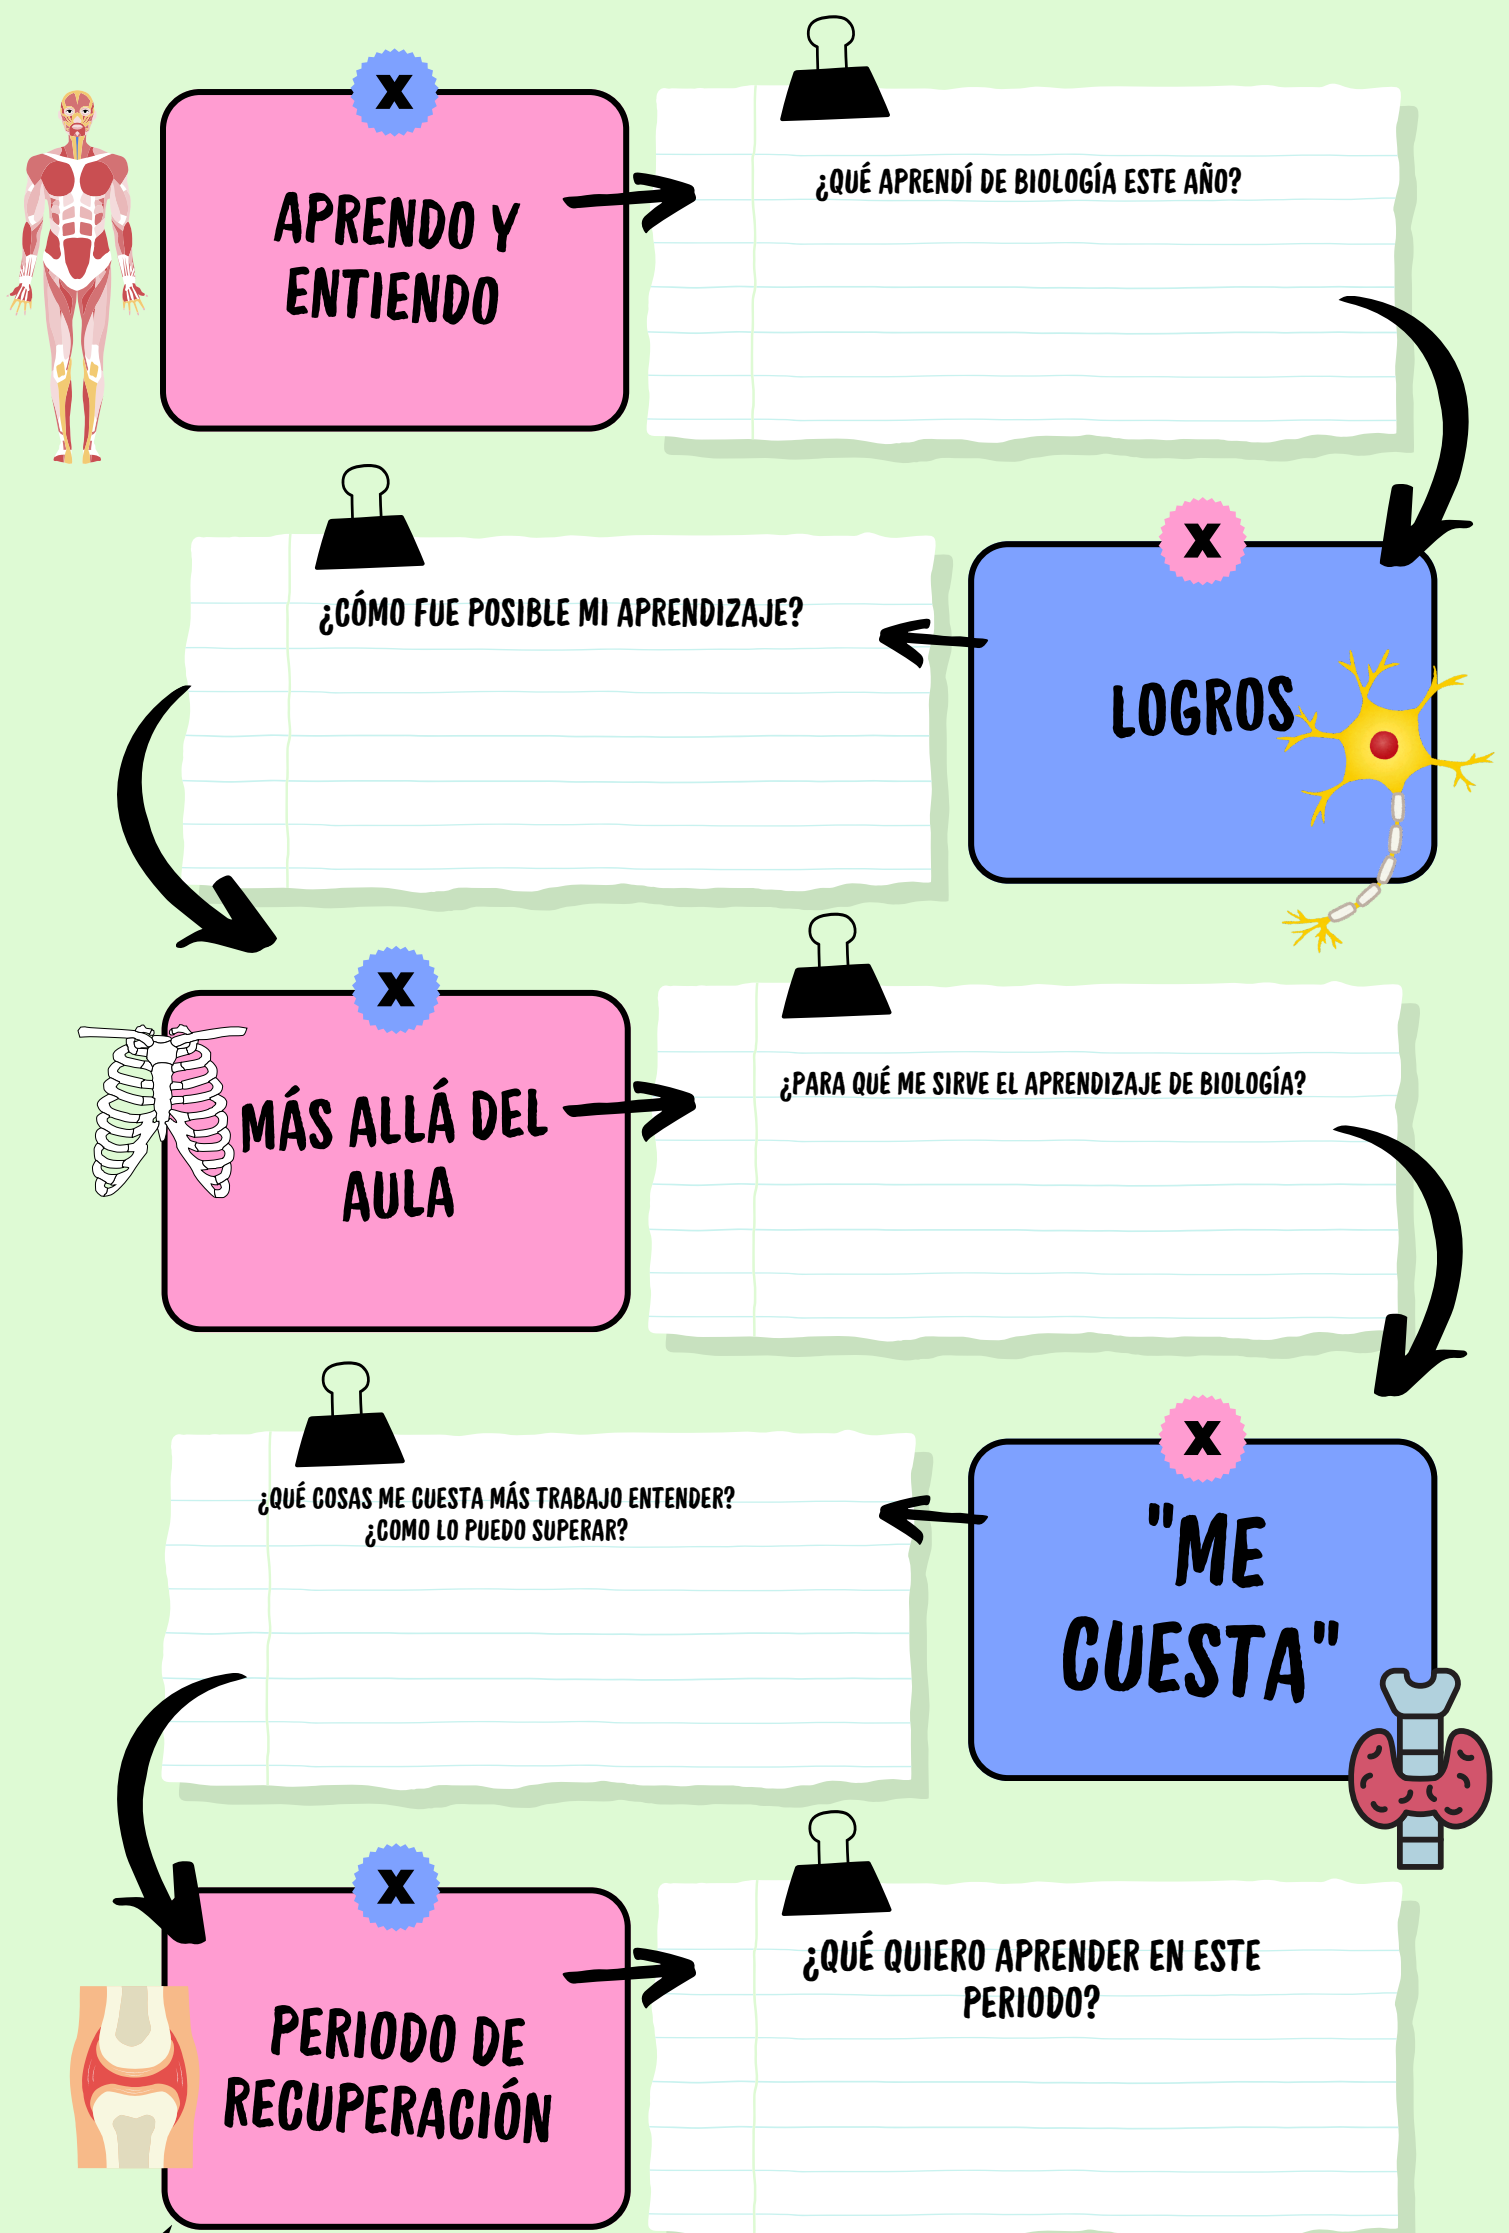 X
APRENDO Y
ENTIENDO
¿QUÉ APRENDÍ DE BIOLOGÍA ESTE AÑO?
X
LOGROS
¿CÓMO FUE POSIBLE MI APRENDIZAJE?
X
MÁS ALLÁ DEL
AULA
¿PARA QUÉ ME SIRVE EL APRENDIZAJE DE BIOLOGÍA?
X
"ME
CUESTA"
¿QUÉ COSAS ME CUESTA MÁS TRABAJO ENTENDER?
¿COMO LO PUEDO SUPERAR?
X
PERIODO DE
RECUPERACIÓN
¿QUÉ QUIERO APRENDER EN ESTE
PERIODO?